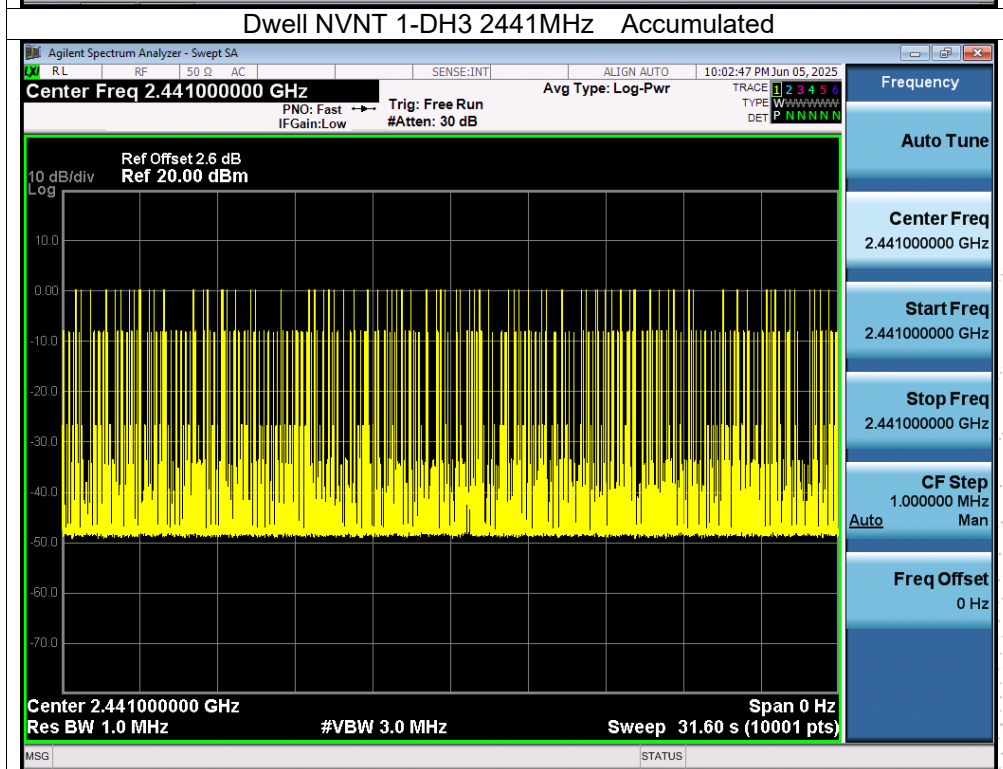 Dwell NVNT 1-DH3 2441MHz Accumulated
Agilent Spectrum Analyzer - Swept SA
LXI RL RF 50 Ω AC SENSE:INT ALIGN AUTO 10:02:47 PM Jun 05, 2025
Center Freq 2.441000000 GHz
PNO: Fast
IFGain:Low
Trig: Free Run
#Atten: 30 dB
Avg Type: Log-Pwr
TRACE 1 2 3 4 5 6
TYPE WWWWWWW
DET P N N N N N
Ref Offset 2.6 dB
10 dB/div Ref 20.00 dBm
Log
10.0
0.00
-10.0
-20.0
-30.0
-40.0
-50.0
-60.0
-70.0
Center 2.441000000 GHz Span 0 Hz
Res BW 1.0 MHz #VBW 3.0 MHz Sweep 31.60 s (10001 pts)
MSG STATUS
Frequency
Auto Tune
Center Freq
2.441000000 GHz
Start Freq
2.441000000 GHz
Stop Freq
2.441000000 GHz
CF Step
1.000000 MHz
Auto Man
Freq Offset
0 Hz